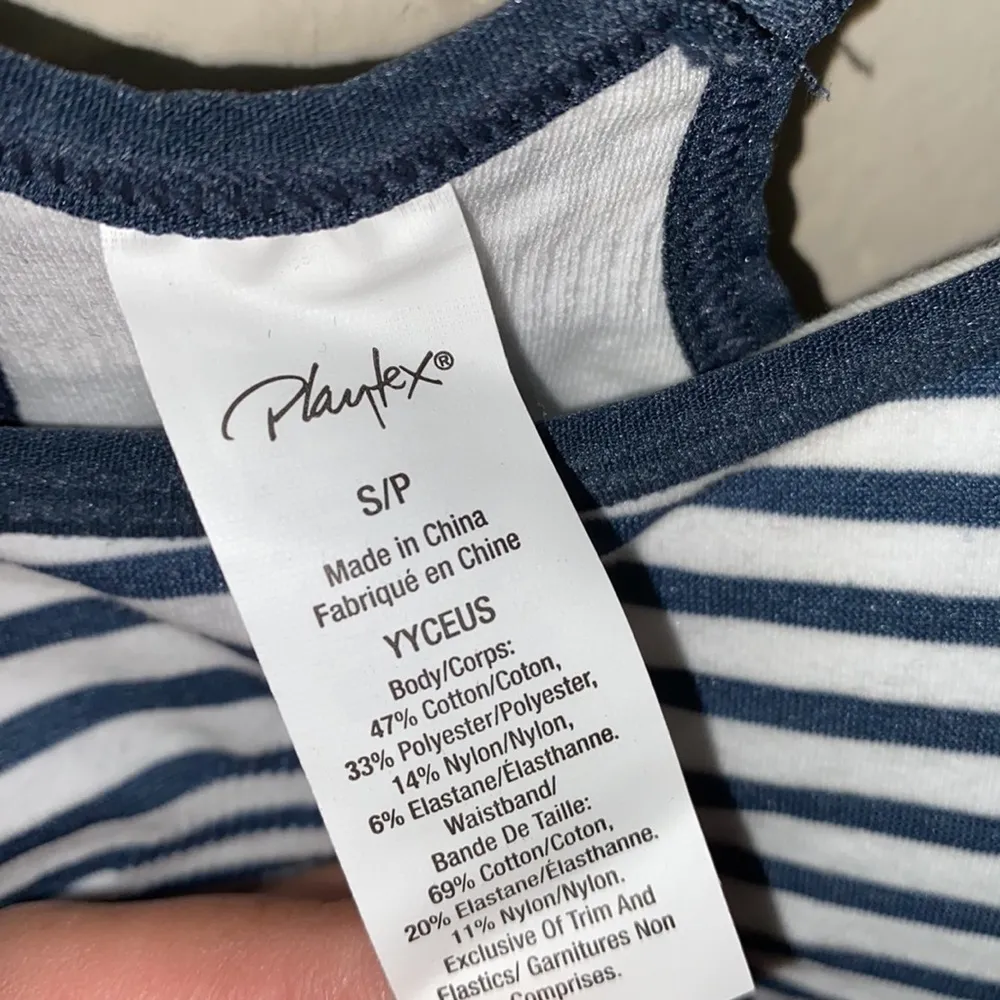 Playtex®
S/P
Made in China
Fabriqué en Chine
YYCEUS
Body/Corps:
47% Cotton/Coton,
33% Polyester/Polyester,
14% Nylon/Nylon,
6% Elastane/Élasthanne.
Waistband/
Bande De Taille:
69% Cotton/Coton,
20% Elastane/Élasthanne.
11% Nylon/Nylon.
Exclusive Of Trim And
Elastics/ Garnitures Non
Comprises.